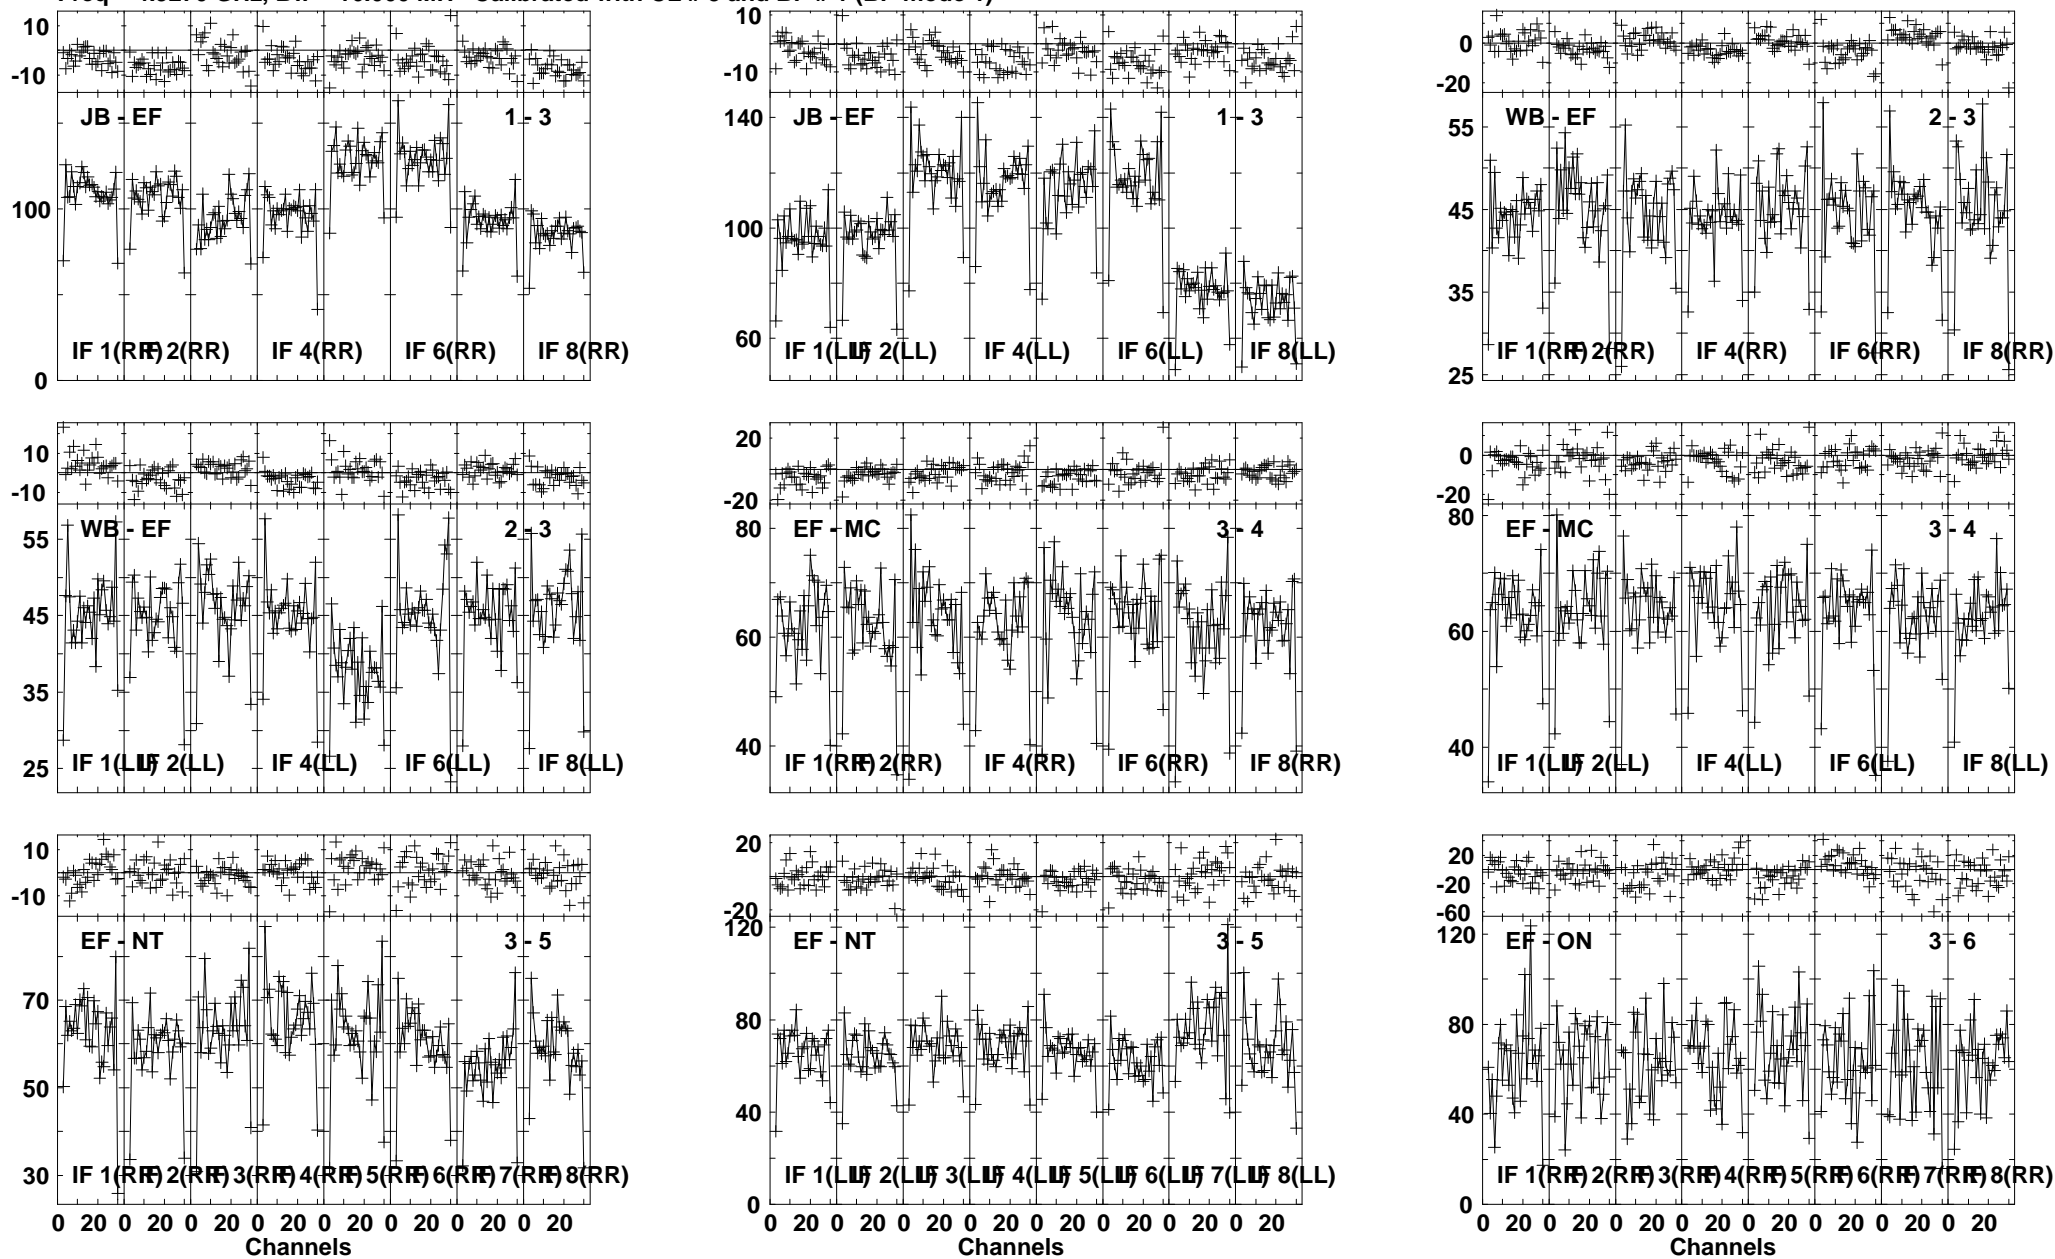 10
-10
JB - EF 1 - 3
100
0
IF 1(RR) IF 2(RR) IF 4(RR) IF 6(RR) IF 8(RR)
10
-10
JB - EF 1 - 3
140
100
60
IF 1(LL) IF 2(LL) IF 4(LL) IF 6(LL) IF 8(LL)
0
-20
WB - EF 2 - 3
55
45
35
25
IF 1(RR) IF 2(RR) IF 4(RR) IF 6(RR) IF 8(RR)
10
-10
WB - EF 2 - 3
55
45
35
25
IF 1(LL) IF 2(LL) IF 4(LL) IF 6(LL) IF 8(LL)
20
-20
EF - MC 3 - 4
80
60
40
IF 1(RR) IF 2(RR) IF 4(RR) IF 6(RR) IF 8(RR)
0
-20
EF - MC 3 - 4
80
60
40
IF 1(LL) IF 2(LL) IF 4(LL) IF 6(LL) IF 8(LL)
10
-10
EF - NT 3 - 5
70
50
30
IF 1(RR) IF 2(RR) IF 3(RR) IF 4(RR) IF 5(RR) IF 6(RR) IF 7(RR) IF 8(RR)
0 20 0 20 0 20 0 20 0 20 0 20 0 20 0 20
Channels
20
-20
EF - NT 3 - 5
120
80
40
0
IF 1(LL) IF 2(LL) IF 3(LL) IF 4(LL) IF 5(LL) IF 6(LL) IF 7(LL) IF 8(LL)
0 20 0 20 0 20 0 20 0 20 0 20 0 20 0 20
Channels
20
-20
-60
EF - ON 3 - 6
120
80
40
0
IF 1(RR) IF 2(RR) IF 3(RR) IF 4(RR) IF 5(RR) IF 6(RR) IF 7(RR) IF 8(RR)
0 20 0 20 0 20 0 20 0 20 0 20 0 20 0 20
Channels